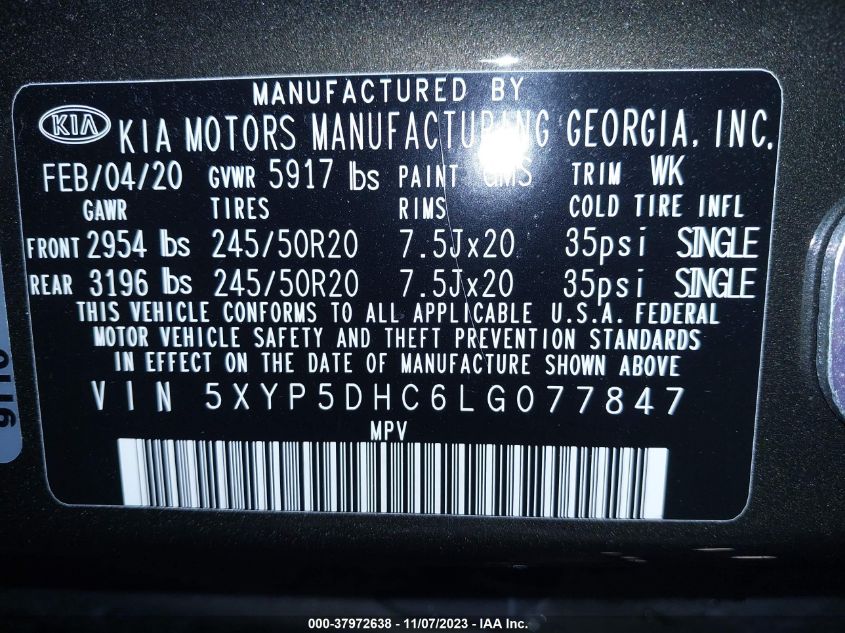 MANUFACTURED BY
KIA KIA MOTORS MANUFACTURING GEORGIA, INC.
FEB/04/20 GVWR 5917 lbs PAINT GMS TRIM WK
GAWR TIRES RIMS COLD TIRE INFL
FRONT 2954 lbs 245/50R20 7.5Jx20 35psi SINGLE
REAR 3196 lbs 245/50R20 7.5Jx20 35psi SINGLE
THIS VEHICLE CONFORMS TO ALL APPLICABLE U.S.A. FEDERAL
MOTOR VEHICLE SAFETY AND THEFT PREVENTION STANDARDS
IN EFFECT ON THE DATE OF MANUFACTURE SHOWN ABOVE
VIN 5XYP5DHC6LG077847
MPV
000-37972638 - 11/07/2023 - IAA Inc.